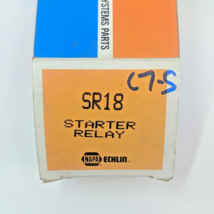 SYSTEMS PARTS
C7-S
SR18
STARTER
RELAY
NAPA ECHLIN